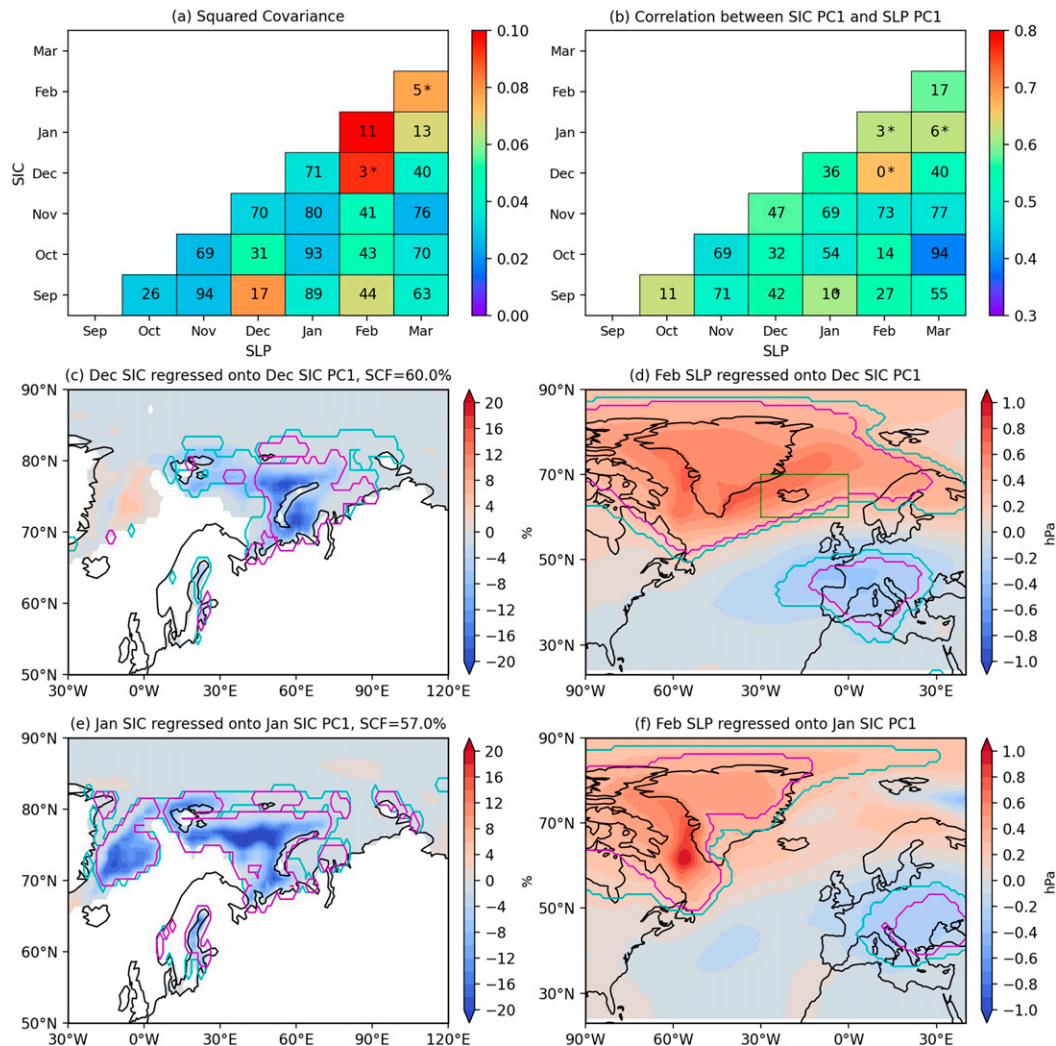 (a) Squared Covariance
(b) Correlation between SIC PC1 and SLP PC1
Mar
Feb
Jan
Dec
Nov
Oct
Sep
SIC
5*
11 13
71 3* 40
70 80 41 76
69 31 93 43 70
26 94 17 89 44 63
Sep Oct Nov Dec Jan Feb Mar
SLP
0.10
0.08
0.06
0.04
0.02
0.00
Mar
Feb
Jan
Dec
Nov
Oct
Sep
17
3* 6*
36 0* 40
47 69 73 77
69 32 54 14 94
11 71 42 10* 27 55
Sep Oct Nov Dec Jan Feb Mar
SLP
0.8
0.7
0.6
0.5
0.4
0.3
(c) Dec SIC regressed onto Dec SIC PC1, SCF=60.0%
90°N
80°N
70°N
60°N
50°N
30°W 0°E 30°E 60°E 90°E 120°E
20
16
12
8
4
0
−4
−8
−12
−16
−20
%
(d) Feb SLP regressed onto Dec SIC PC1
90°N
70°N
50°N
30°N
90°W 60°W 30°W 0°W 30°E
1.0
0.8
0.6
0.4
0.2
0.0
−0.2
−0.4
−0.6
−0.8
−1.0
hPa
(e) Jan SIC regressed onto Jan SIC PC1, SCF=57.0%
90°N
80°N
70°N
60°N
50°N
30°W 0°E 30°E 60°E 90°E 120°E
20
16
12
8
4
0
−4
−8
−12
−16
−20
%
(f) Feb SLP regressed onto Jan SIC PC1
90°N
70°N
50°N
30°N
90°W 60°W 30°W 0°W 30°E
1.0
0.8
0.6
0.4
0.2
0.0
−0.2
−0.4
−0.6
−0.8
−1.0
hPa